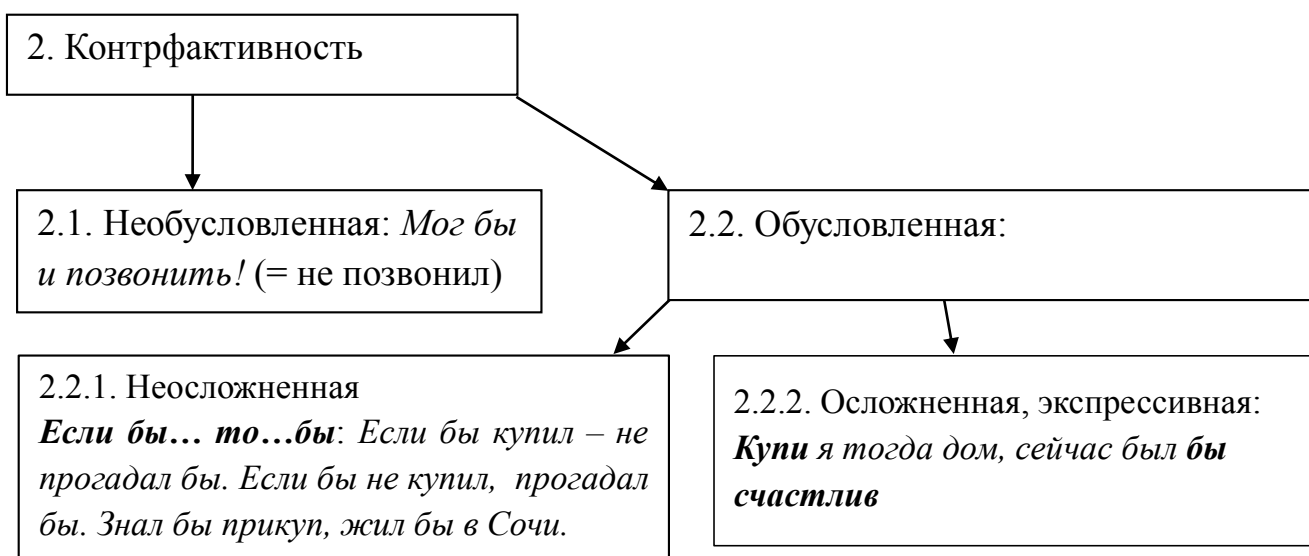 2. Контрфактивность
2.1. Необусловленная: Мог бы
и позвонить! (= не позвонил)
2.2. Обусловленная:
2.2.1. Неосложненная
Если бы… то…бы: Если бы купил – не
прогадал бы. Если бы не купил, прогадал
бы. Знал бы прикуп, жил бы в Сочи.
2.2.2. Осложненная, экспрессивная:
Купи я тогда дом, сейчас был бы
счастлив